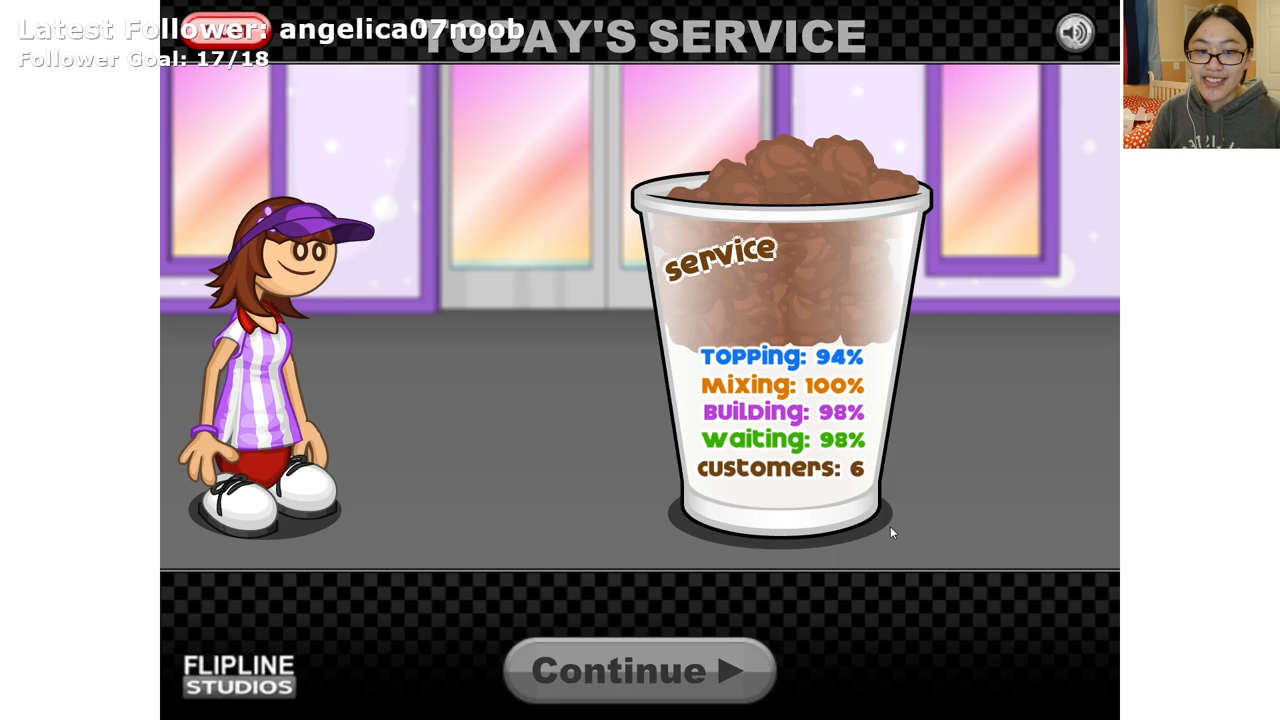 Latest Follower: angelica07noob
Follower Goal: 17/18
TODAY'S SERVICE
service
Topping: 94%
Mixing: 100%
Building: 98%
Waiting: 98%
customers: 6
Continue
FLIPLINE
STUDIOS